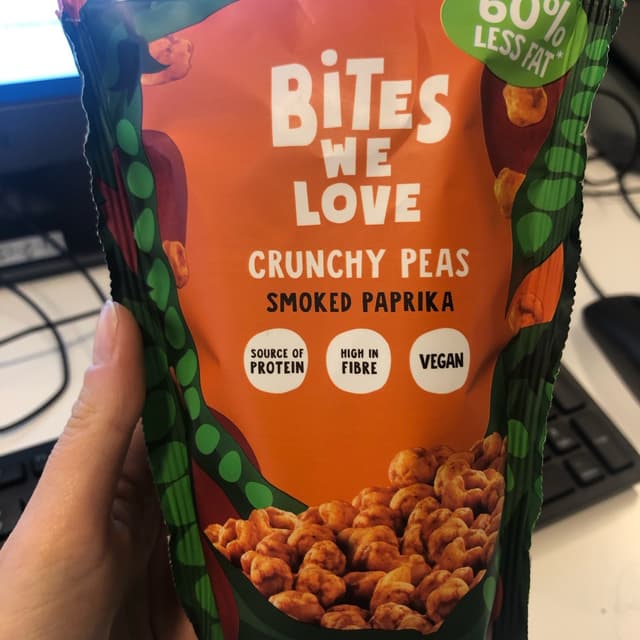 60%
LESS FAT*
BiTES
WE
LOVE
CRUNCHY PEAS
SMOKED PAPRIKA
SOURCE OF
PROTEIN
HIGH IN
FIBRE
VEGAN